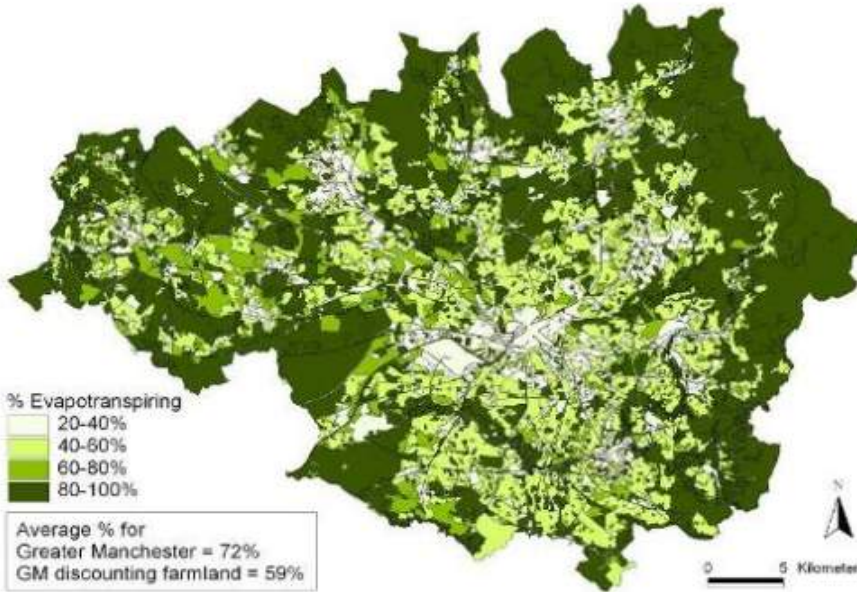 % Evapotranspiring
20-40%
40-60%
60-80%
80-100%
Average % for
Greater Manchester = 72%
GM discounting farmland = 59%
N
0 5 Kilometer